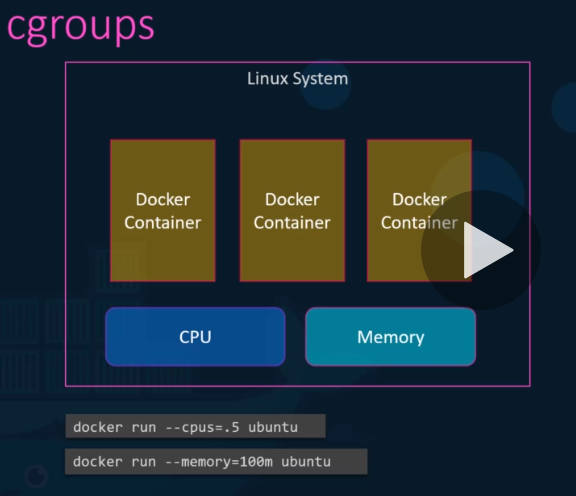 cgroups
Linux System
Docker
Container
Docker
Container
Docker
Container
CPU
Memory
docker run --cpus=.5 ubuntu
docker run --memory=100m ubuntu